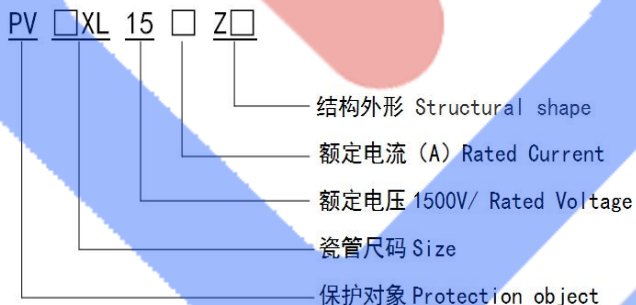 PV □XL 15 □ Z□
结构外形 Structural shape
额定电流（A）Rated Current
额定电压 1500V/ Rated Voltage
瓷管尺码 Size
保护对象 Protection object